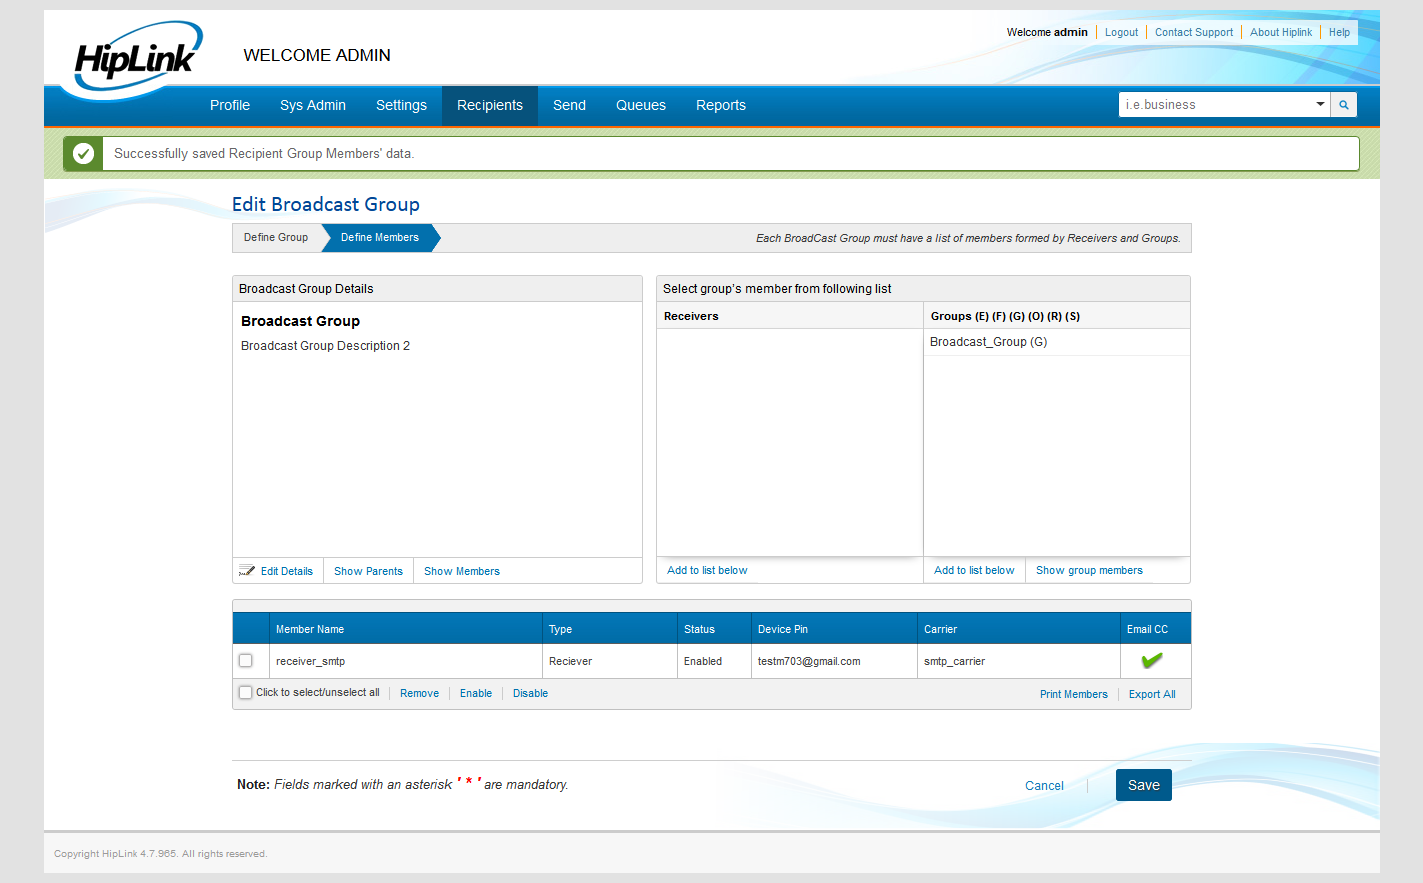 HipLink
WELCOME ADMIN
Welcome admin Logout Contact Support About Hiplink Help
Profile Sys Admin Settings Recipients Send Queues Reports
i.e.business
Successfully saved Recipient Group Members' data.
Edit Broadcast Group
Define Group Define Members Each BroadCast Group must have a list of members formed by Receivers and Groups.
Broadcast Group Details
Broadcast Group
Broadcast Group Description 2
Edit Details Show Parents Show Members
Select group's member from following list
Receivers Groups (E) (F) (G) (O) (R) (S)
Broadcast_Group (G)
Add to list below Add to list below Show group members
Member Name Type Status Device Pin Carrier Email CC
receiver_smtp Reciever Enabled testm703@gmail.com smtp_carrier
Click to select/unselect all Remove Enable Disable Print Members Export All
Note: Fields marked with an asterisk ' * ' are mandatory.
Cancel Save
Copyright HipLink 4.7.965. All rights reserved.